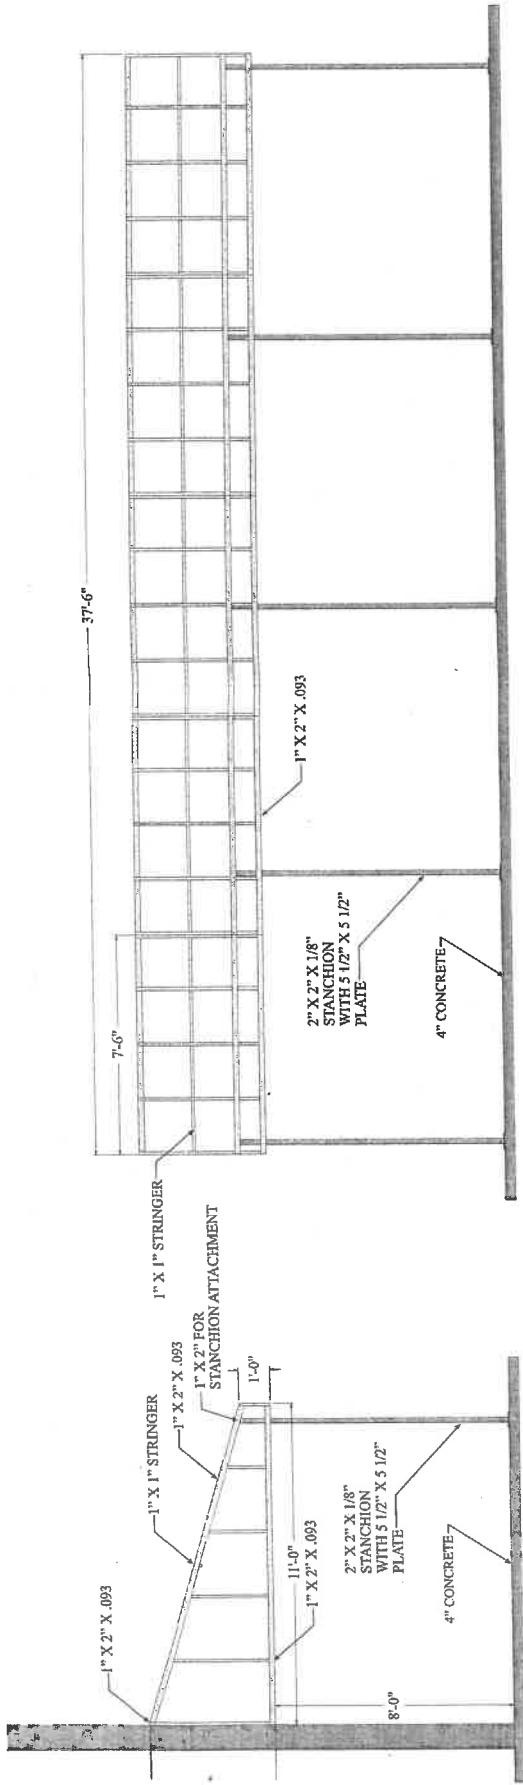 37'-6"
7'-6"
1" X 1" STRINGER
1" X 2" X .093
2" X 2" X 1/8"
STANCHION
WITH 5 1/2" X 5 1/2"
PLATE
4" CONCRETE
1" X 2" X .093
1" X 1" STRINGER
1" X 2" X .093
1" X 2" FOR
STANCHION ATTACHMENT
1'-0"
11'-0"
1" X 2" X .093
2" X 2" X 1/8"
STANCHION
WITH 5 1/2" X 5 1/2"
PLATE
4" CONCRETE
8'-0"